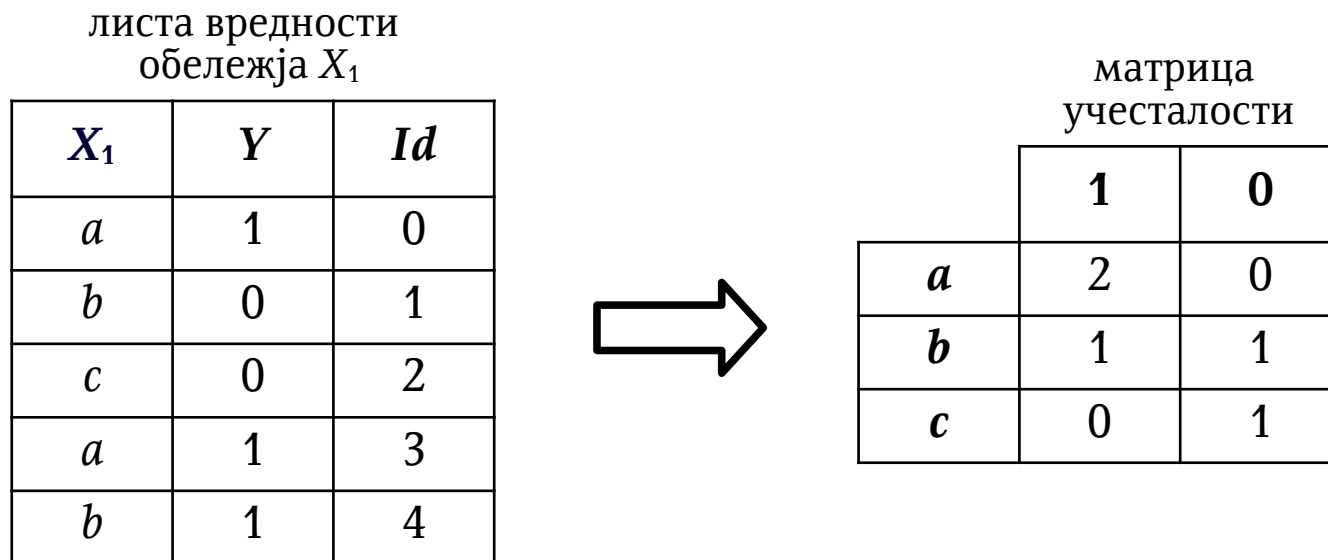 листа вредности
обележја X₁
X₁ Y Id
a 1 0
b 0 1
c 0 2
a 1 3
b 1 4
матрица
учесталости
1 0
a 2 0
b 1 1
c 0 1